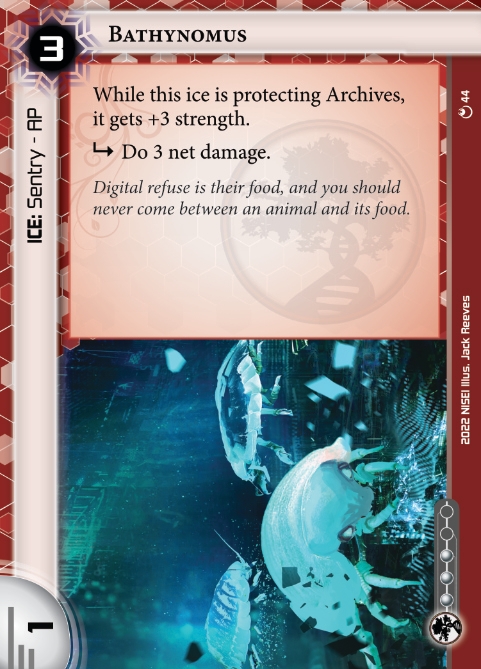 3
BATHYNOMUS
ICE: Sentry - AP
While this ice is protecting Archives,
it gets +3 strength.
↳ Do 3 net damage.
Digital refuse is their food, and you should
never come between an animal and its food.
44
2022 NISEI Illus. Jack Reeves
1